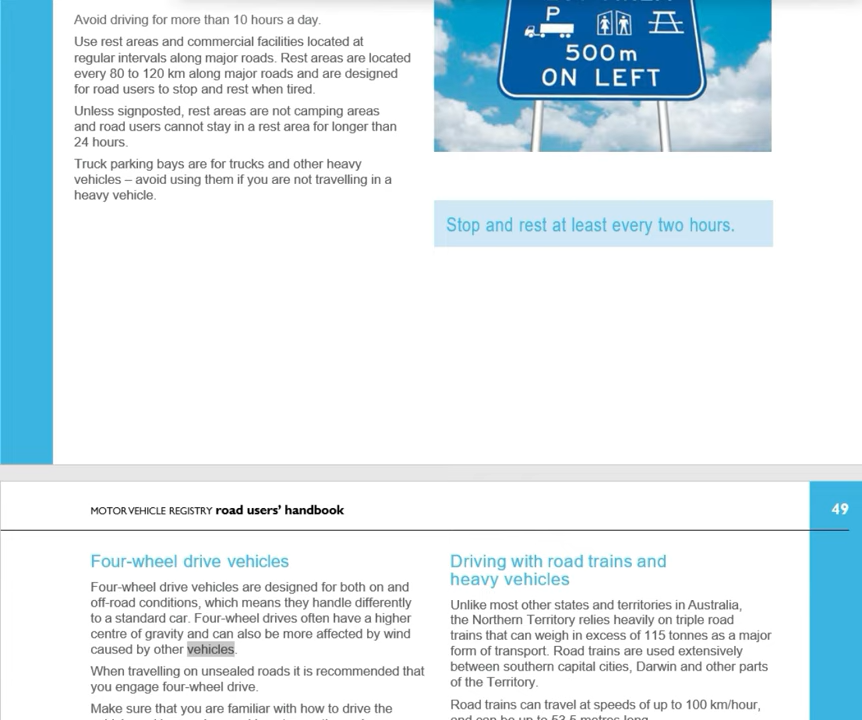 Avoid driving for more than 10 hours a day.
Use rest areas and commercial facilities located at
regular intervals along major roads. Rest areas are located
every 80 to 120 km along major roads and are designed
for road users to stop and rest when tired.
Unless signposted, rest areas are not camping areas
and road users cannot stay in a rest area for longer than
24 hours.
Truck parking bays are for trucks and other heavy
vehicles – avoid using them if you are not travelling in a
heavy vehicle.
P
500m
ON LEFT
Stop and rest at least every two hours.
MOTOR VEHICLE REGISTRY road users' handbook
49
Four-wheel drive vehicles
Four-wheel drive vehicles are designed for both on and
off-road conditions, which means they handle differently
to a standard car. Four-wheel drives often have a higher
centre of gravity and can also be more affected by wind
caused by other vehicles.
When travelling on unsealed roads it is recommended that
you engage four-wheel drive.
Make sure that you are familiar with how to drive the
Driving with road trains and
heavy vehicles
Unlike most other states and territories in Australia,
the Northern Territory relies heavily on triple road
trains that can weigh in excess of 115 tonnes as a major
form of transport. Road trains are used extensively
between southern capital cities, Darwin and other parts
of the Territory.
Road trains can travel at speeds of up to 100 km/hour,
and can be up to 53.5 metres long